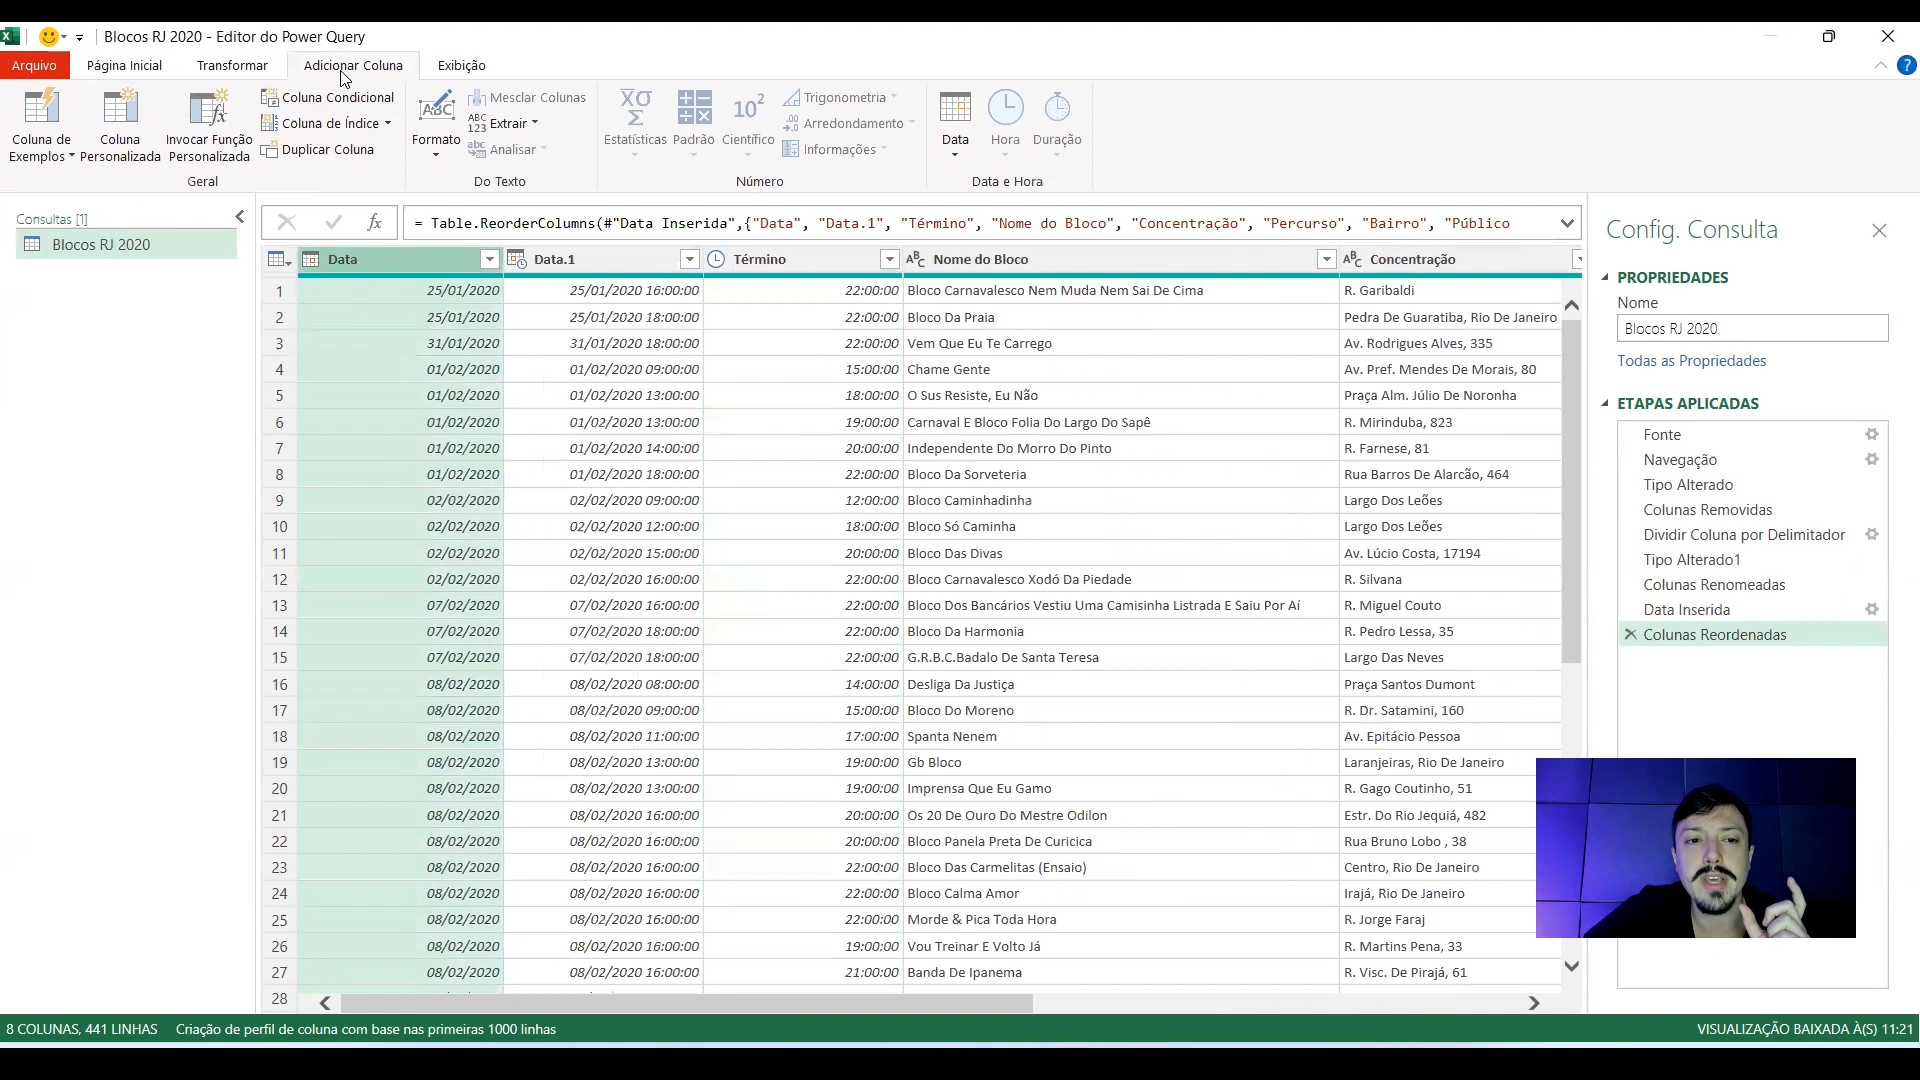 Blocos RJ 2020 - Editor do Power Query
Arquivo
Página Inicial
Transformar
Adicionar Coluna
Exibição
?
Coluna de
Exemplos
Coluna
Personalizada
Invocar Função
Personalizada
Coluna Condicional
Coluna de Índice
Duplicar Coluna
Geral
ABC
Formato
Mesclar Colunas
ABC
123 Extrair
abc Analisar
Do Texto
Estatísticas
Padrão
10²
Científico
Trigonometria
Arredondamento
Informações
Número
Data
Hora
Duração
Data e Hora
Consultas [1]
Blocos RJ 2020
fx
= Table.ReorderColumns(#"Data Inserida",{"Data", "Data.1", "Término", "Nome do Bloco", "Concentração", "Percurso", "Bairro", "Público
Data Data.1 Término ABC Nome do Bloco ABC Concentração
1 25/01/2020 25/01/2020 16:00:00 22:00:00 Bloco Carnavalesco Nem Muda Nem Sai De Cima R. Garibaldi
2 25/01/2020 25/01/2020 18:00:00 22:00:00 Bloco Da Praia Pedra De Guaratiba, Rio De Janeiro
3 31/01/2020 31/01/2020 18:00:00 22:00:00 Vem Que Eu Te Carrego Av. Rodrigues Alves, 335
4 01/02/2020 01/02/2020 09:00:00 15:00:00 Chame Gente Av. Pref. Mendes De Morais, 80
5 01/02/2020 01/02/2020 13:00:00 18:00:00 O Sus Resiste, Eu Não Praça Alm. Júlio De Noronha
6 01/02/2020 01/02/2020 13:00:00 19:00:00 Carnaval E Bloco Folia Do Largo Do Sapê R. Mirinduba, 823
7 01/02/2020 01/02/2020 14:00:00 20:00:00 Independente Do Morro Do Pinto R. Farnese, 81
8 01/02/2020 01/02/2020 18:00:00 22:00:00 Bloco Da Sorveteria Rua Barros De Alarcão, 464
9 02/02/2020 02/02/2020 09:00:00 12:00:00 Bloco Caminhadinha Largo Dos Leões
10 02/02/2020 02/02/2020 12:00:00 18:00:00 Bloco Só Caminha Largo Dos Leões
11 02/02/2020 02/02/2020 15:00:00 20:00:00 Bloco Das Divas Av. Lúcio Costa, 17194
12 02/02/2020 02/02/2020 16:00:00 22:00:00 Bloco Carnavalesco Xodó Da Piedade R. Silvana
13 07/02/2020 07/02/2020 16:00:00 22:00:00 Bloco Dos Bancários Vestiu Uma Camisinha Listrada E Saiu Por Aí R. Miguel Couto
14 07/02/2020 07/02/2020 18:00:00 22:00:00 Bloco Da Harmonia R. Pedro Lessa, 35
15 07/02/2020 07/02/2020 18:00:00 22:00:00 G.R.B.C.Badalo De Santa Teresa Largo Das Neves
16 08/02/2020 08/02/2020 08:00:00 14:00:00 Desliga Da Justiça Praça Santos Dumont
17 08/02/2020 08/02/2020 09:00:00 15:00:00 Bloco Do Moreno R. Dr. Satamini, 160
18 08/02/2020 08/02/2020 11:00:00 17:00:00 Spanta Nenem Av. Epitácio Pessoa
19 08/02/2020 08/02/2020 13:00:00 19:00:00 Gb Bloco Laranjeiras, Rio De Janeiro
20 08/02/2020 08/02/2020 13:00:00 19:00:00 Imprensa Que Eu Gamo R. Gago Coutinho, 51
21 08/02/2020 08/02/2020 16:00:00 20:00:00 Os 20 De Ouro Do Mestre Odilon Estr. Do Rio Jequiá, 482
22 08/02/2020 08/02/2020 16:00:00 20:00:00 Bloco Panela Preta De Curicica Rua Bruno Lobo , 38
23 08/02/2020 08/02/2020 16:00:00 22:00:00 Bloco Das Carmelitas (Ensaio) Centro, Rio De Janeiro
24 08/02/2020 08/02/2020 16:00:00 22:00:00 Bloco Calma Amor Irajá, Rio De Janeiro
25 08/02/2020 08/02/2020 16:00:00 22:00:00 Morde & Pica Toda Hora R. Jorge Faraj
26 08/02/2020 08/02/2020 16:00:00 19:00:00 Vou Treinar E Volto Já R. Martins Pena, 33
27 08/02/2020 08/02/2020 16:00:00 21:00:00 Banda De Ipanema R. Visc. De Pirajá, 61
28
Config. Consulta
PROPRIEDADES
Nome
Blocos RJ 2020
Todas as Propriedades
ETAPAS APLICADAS
Fonte
Navegação
Tipo Alterado
Colunas Removidas
Dividir Coluna por Delimitador
Tipo Alterado1
Colunas Renomeadas
Data Inserida
Colunas Reordenadas
8 COLUNAS, 441 LINHAS Criação de perfil de coluna com base nas primeiras 1000 linhas
VISUALIZAÇÃO BAIXADA À(S) 11:21